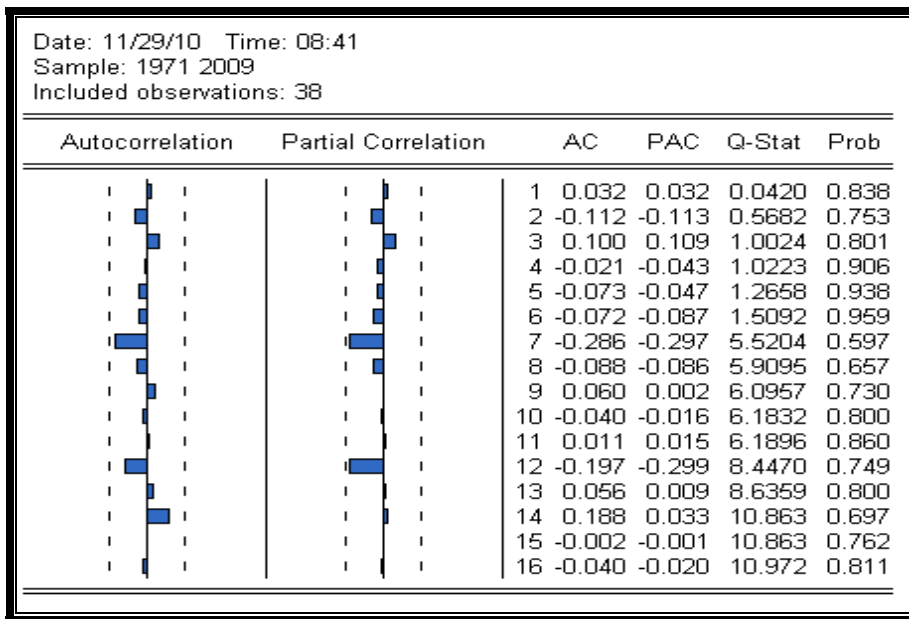 Date: 11/29/10 Time: 08:41
Sample: 1971 2009
Included observations: 38
Autocorrelation Partial Correlation AC PAC Q-Stat Prob
1 0.032 0.032 0.0420 0.838
2 -0.112 -0.113 0.5682 0.753
3 0.100 0.109 1.0024 0.801
4 -0.021 -0.043 1.0223 0.906
5 -0.073 -0.047 1.2658 0.938
6 -0.072 -0.087 1.5092 0.959
7 -0.286 -0.297 5.5204 0.597
8 -0.088 -0.086 5.9095 0.657
9 0.060 0.002 6.0957 0.730
10 -0.040 -0.016 6.1832 0.800
11 0.011 0.015 6.1896 0.860
12 -0.197 -0.299 8.4470 0.749
13 0.056 0.009 8.6359 0.800
14 0.188 0.033 10.863 0.697
15 -0.002 -0.001 10.863 0.762
16 -0.040 -0.020 10.972 0.811